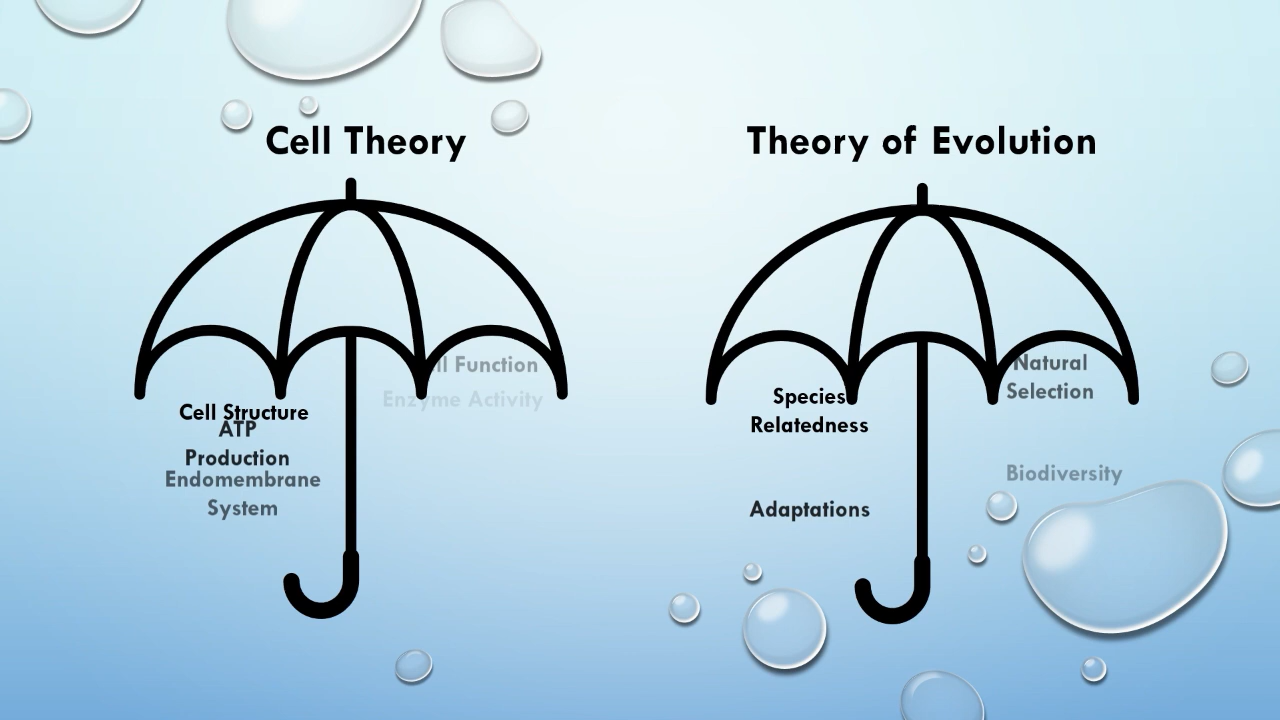 Cell Theory
Theory of Evolution
ll Function
Enzyme Activity
Cell Structure
ATP
Production
Endomembrane
System
Natural
Selection
Species
Relatedness
Biodiversity
Adaptations